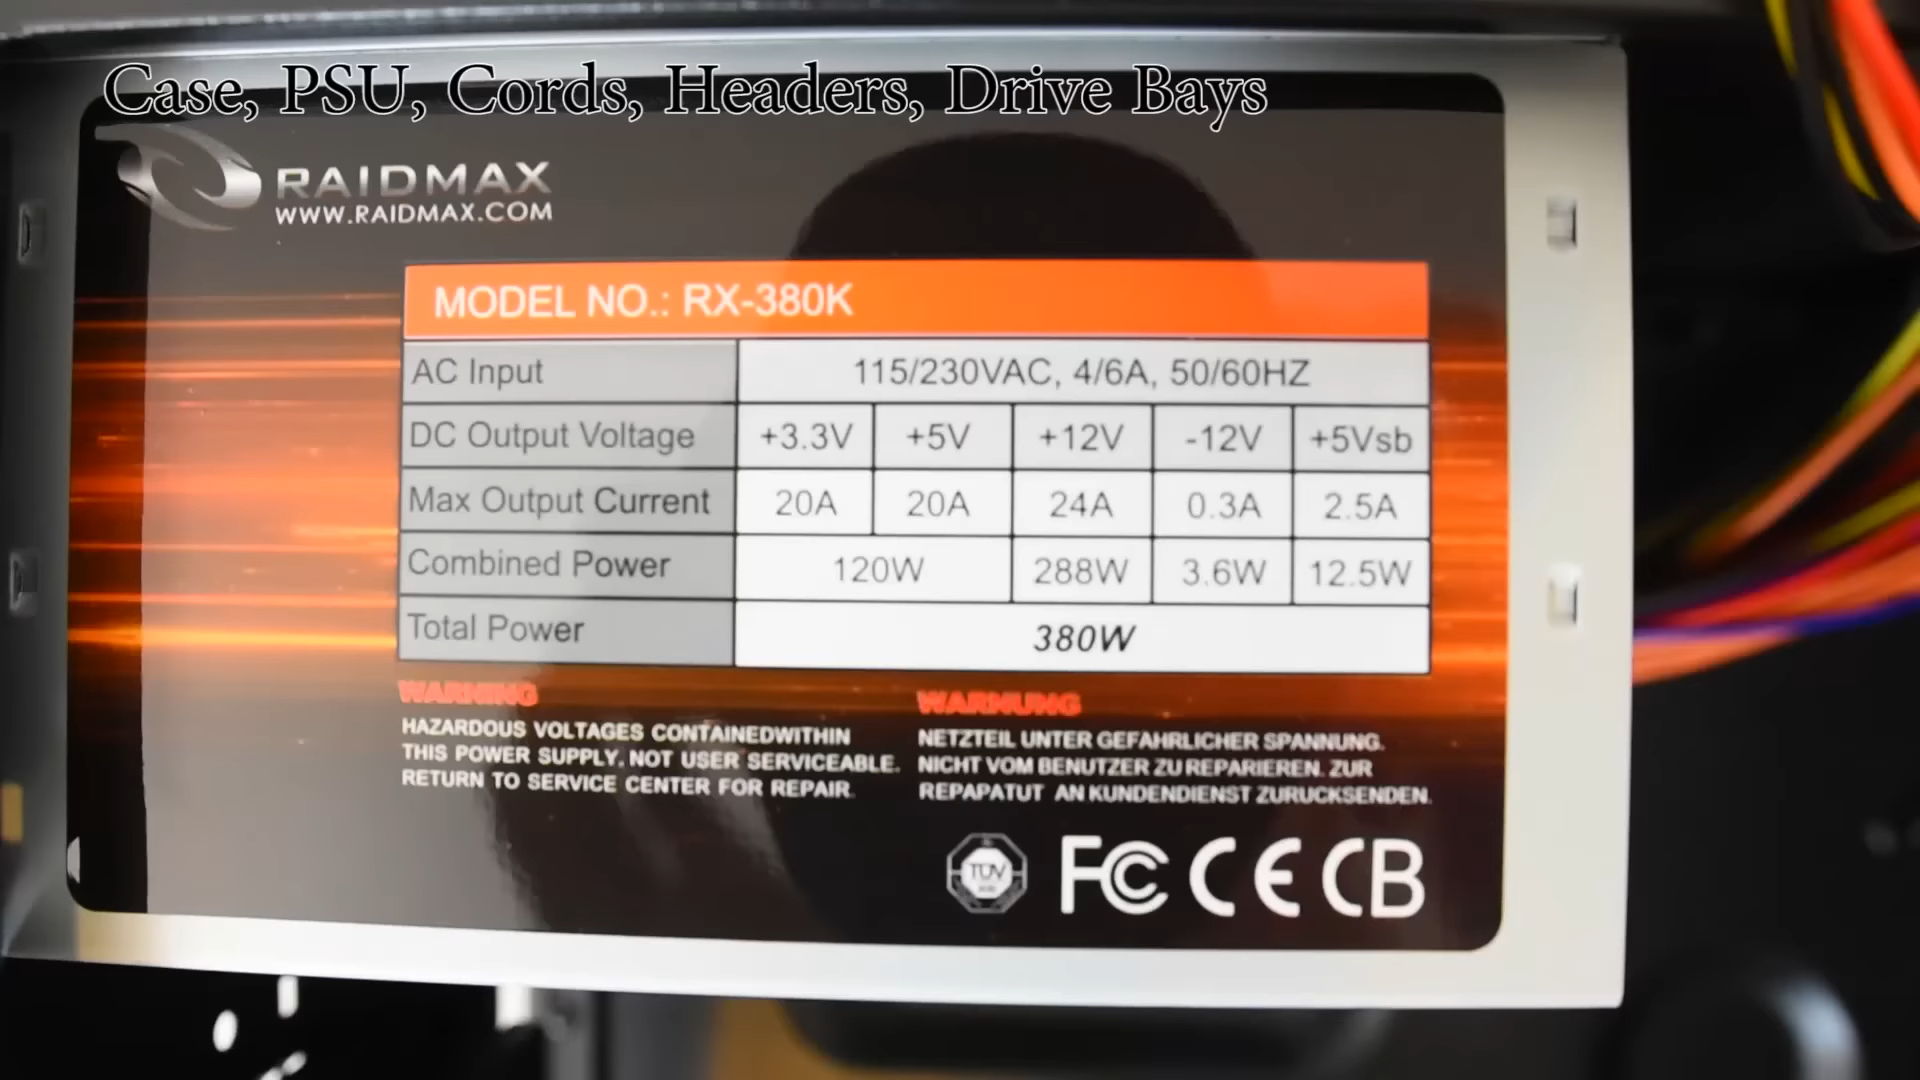 Case, PSU, Cords, Headers, Drive Bays
RAIDMAX
WWW.RAIDMAX.COM
MODEL NO.: RX-380K
AC Input 115/230VAC, 4/6A, 50/60HZ
DC Output Voltage +3.3V +5V +12V -12V +5Vsb
Max Output Current 20A 20A 24A 0.3A 2.5A
Combined Power 120W 288W 3.6W 12.5W
Total Power 380W
WARNING
HAZARDOUS VOLTAGES CONTAINEDWITHIN
THIS POWER SUPPLY. NOT USER SERVICEABLE.
RETURN TO SERVICE CENTER FOR REPAIR.
WARNUNG
NETZTEIL UNTER GEFAHRLICHER SPANNUNG.
NICHT VOM BENUTZER ZU REPARIEREN. ZUR
REPAPATUT AN KUNDENDIENST ZURUCKSENDEN.
TÜV
FC CE CB